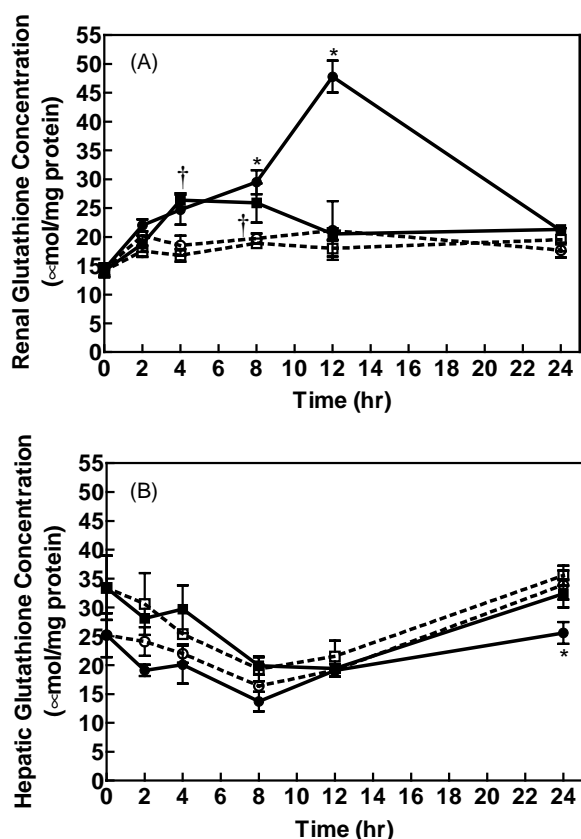 Renal Glutathione Concentration
(∝mol/mg protein)
55
50
45
40
35
30
25
20
15
10
5
0
(A)
*
*
†
†
0 2 4 6 8 10 12 14 16 18 20 22 24
Time (hr)
Hepatic Glutathione Concentration
(∝mol/mg protein)
55
50
45
40
35
30
25
20
15
10
5
0
(B)
*
0 2 4 6 8 10 12 14 16 18 20 22 24
Time (hr)